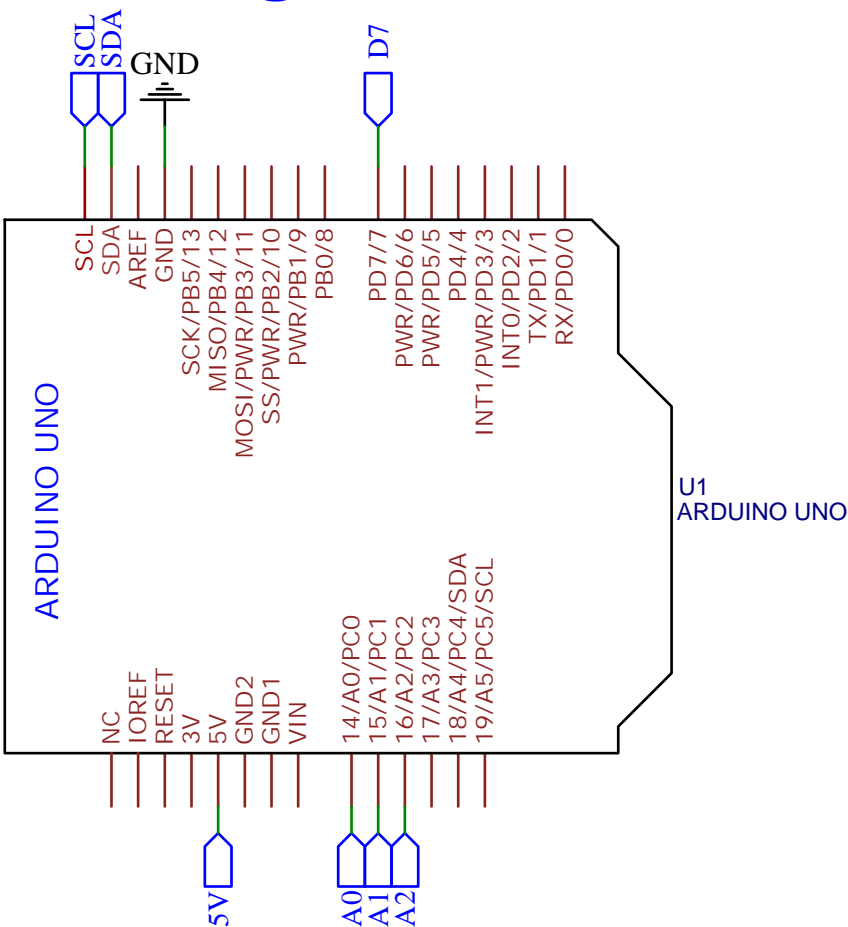 SCL
SDA
GND
D7
SCL
SDA
AREF
GND
SCK/PB5/13
MISO/PB4/12
MOSI/PWR/PB3/11
SS/PWR/PB2/10
PWR/PB1/9
PB0/8
PD7/7
PWR/PD6/6
PWR/PD5/5
PD4/4
INT1/PWR/PD3/3
INT0/PD2/2
TX/PD1/1
RX/PD0/0
ARDUINO UNO
U1
ARDUINO UNO
NC
IOREF
RESET
3V
5V
GND2
GND1
VIN
14/A0/PC0
15/A1/PC1
16/A2/PC2
17/A3/PC3
18/A4/PC4/SDA
19/A5/PC5/SCL
5V
A0
A1
A2